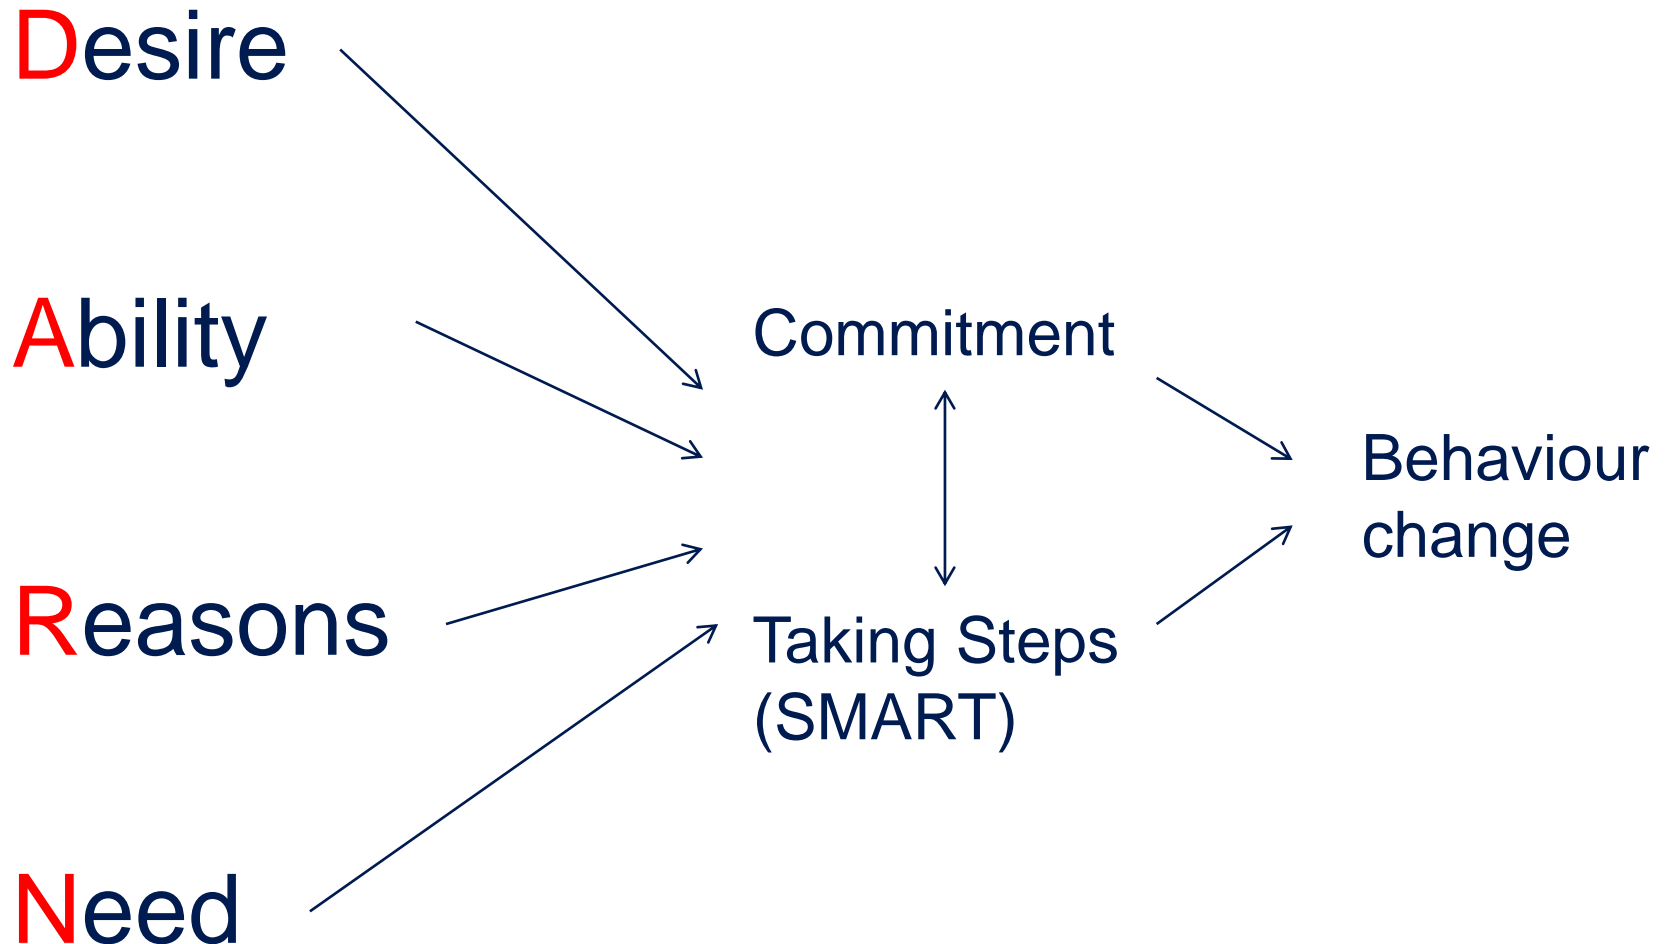 Desire
Ability
Commitment
Behaviour
change
Reasons
Taking Steps
(SMART)
Need